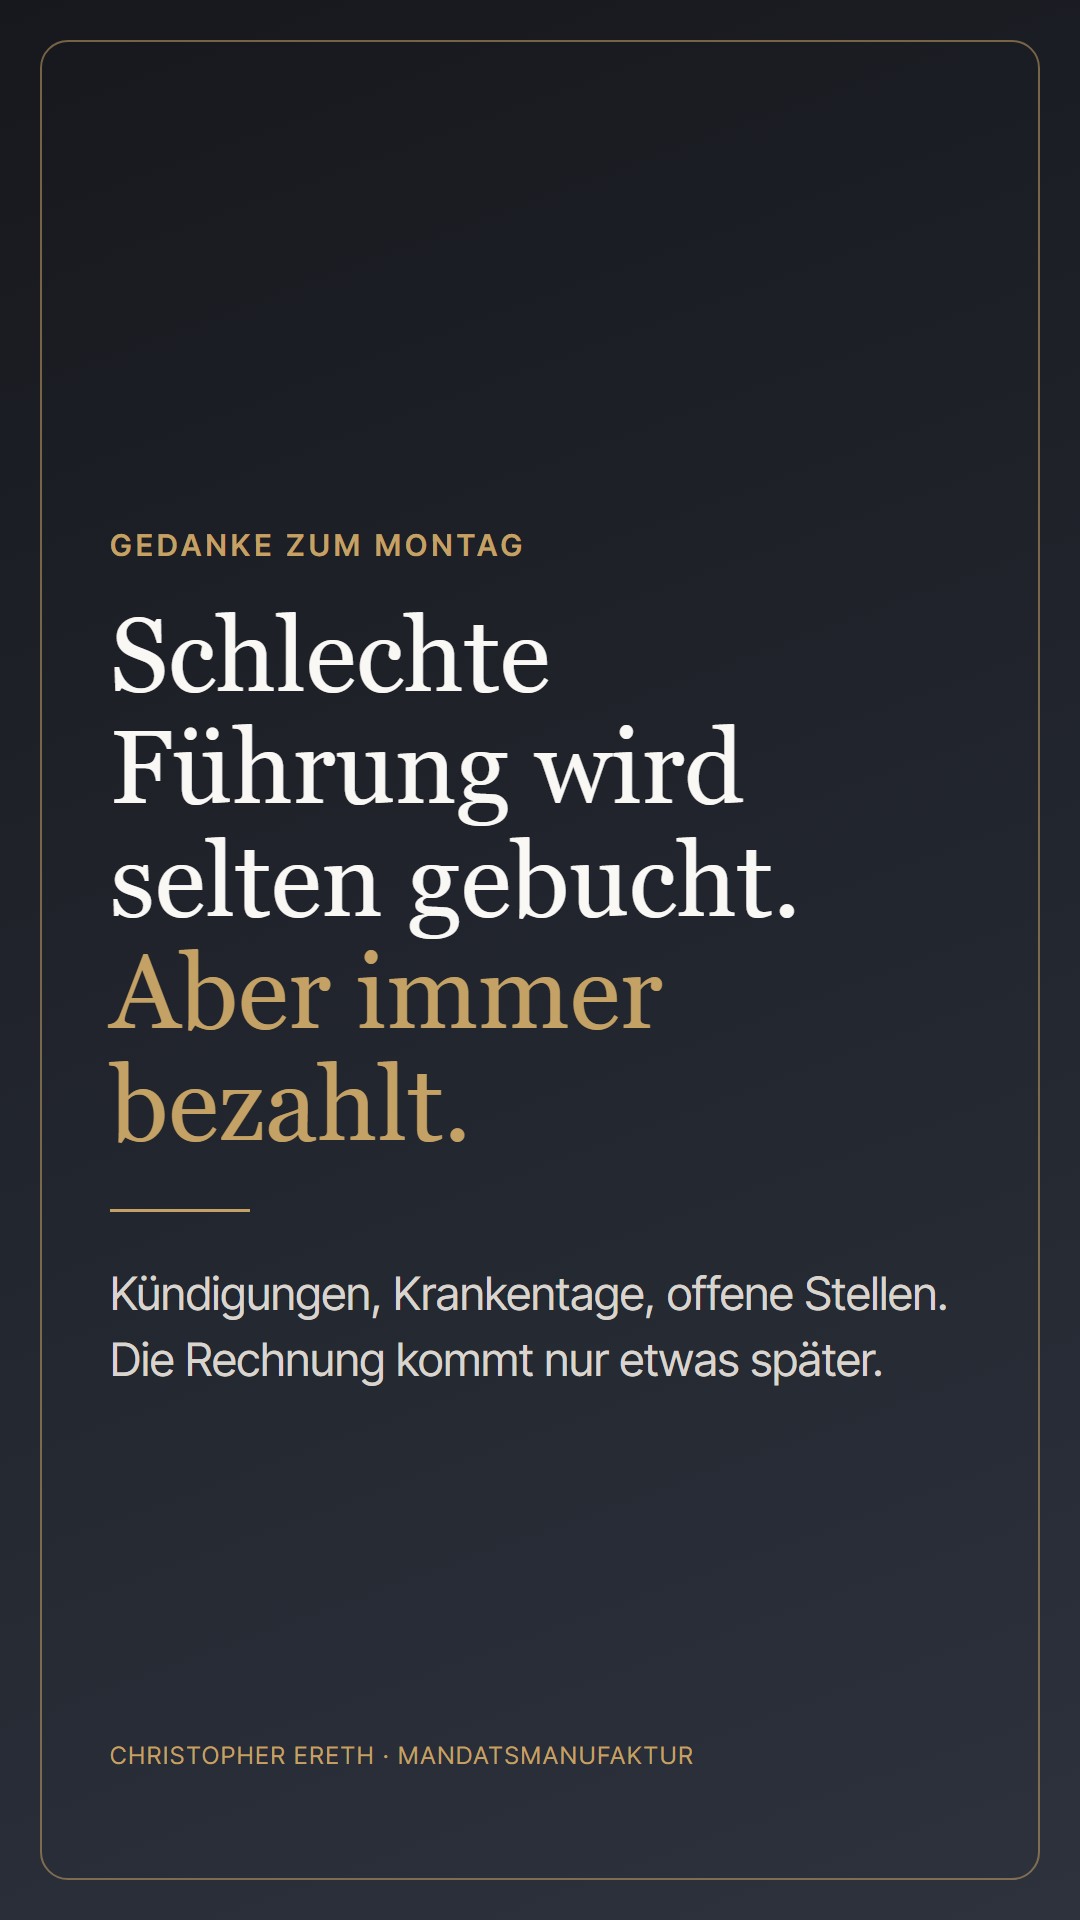 GEDANKE ZUM MONTAG
Schlechte
Führung wird
selten gebucht.
Aber immer
bezahlt.
Kündigungen, Krankentage, offene Stellen.
Die Rechnung kommt nur etwas später.
CHRISTOPHER ERETH · MANDATSMANUFAKTUR